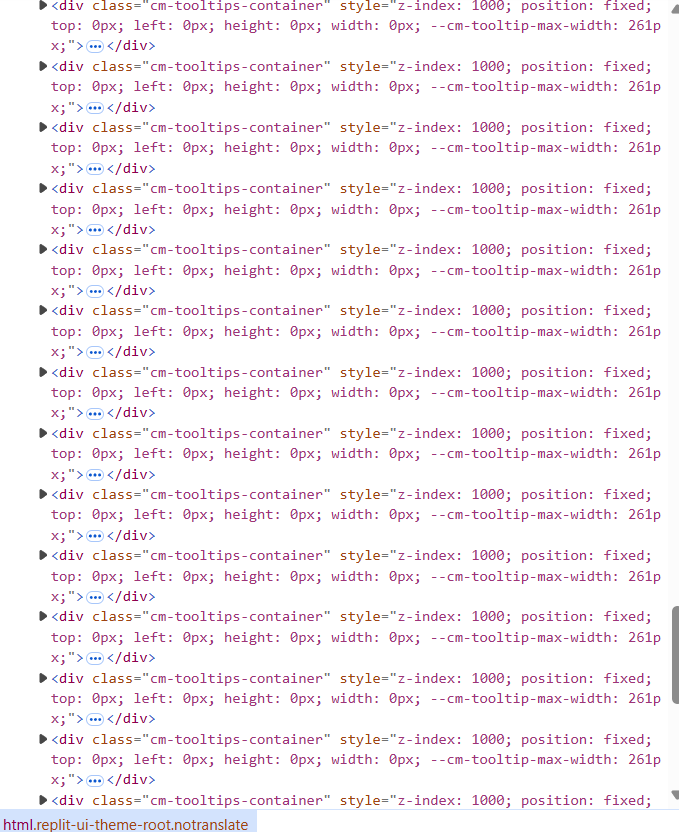 <div class="cm-tooltips-container" style="z-index: 1000; position: fixed;
top: 0px; left: 0px; height: 0px; width: 0px; --cm-tooltip-max-width: 261p
x;">…</div>
<div class="cm-tooltips-container" style="z-index: 1000; position: fixed;
top: 0px; left: 0px; height: 0px; width: 0px; --cm-tooltip-max-width: 261p
x;">…</div>
<div class="cm-tooltips-container" style="z-index: 1000; position: fixed;
top: 0px; left: 0px; height: 0px; width: 0px; --cm-tooltip-max-width: 261p
x;">…</div>
<div class="cm-tooltips-container" style="z-index: 1000; position: fixed;
top: 0px; left: 0px; height: 0px; width: 0px; --cm-tooltip-max-width: 261p
x;">…</div>
<div class="cm-tooltips-container" style="z-index: 1000; position: fixed;
top: 0px; left: 0px; height: 0px; width: 0px; --cm-tooltip-max-width: 261p
x;">…</div>
<div class="cm-tooltips-container" style="z-index: 1000; position: fixed;
top: 0px; left: 0px; height: 0px; width: 0px; --cm-tooltip-max-width: 261p
x;">…</div>
<div class="cm-tooltips-container" style="z-index: 1000; position: fixed;
top: 0px; left: 0px; height: 0px; width: 0px; --cm-tooltip-max-width: 261p
x;">…</div>
<div class="cm-tooltips-container" style="z-index: 1000; position: fixed;
top: 0px; left: 0px; height: 0px; width: 0px; --cm-tooltip-max-width: 261p
x;">…</div>
<div class="cm-tooltips-container" style="z-index: 1000; position: fixed;
top: 0px; left: 0px; height: 0px; width: 0px; --cm-tooltip-max-width: 261p
x;">…</div>
<div class="cm-tooltips-container" style="z-index: 1000; position: fixed;
top: 0px; left: 0px; height: 0px; width: 0px; --cm-tooltip-max-width: 261p
x;">…</div>
<div class="cm-tooltips-container" style="z-index: 1000; position: fixed;
top: 0px; left: 0px; height: 0px; width: 0px; --cm-tooltip-max-width: 261p
x;">…</div>
<div class="cm-tooltips-container" style="z-index: 1000; position: fixed;
top: 0px; left: 0px; height: 0px; width: 0px; --cm-tooltip-max-width: 261p
x;">…</div>
<div class="cm-tooltips-container" style="z-index: 1000; position: fixed;
top: 0px; left: 0px; height: 0px; width: 0px; --cm-tooltip-max-width: 261p
x;">…</div>
<div class="cm-tooltips-container" style="z-index: 1000; position: fixed;
html.replit-ui-theme-root.notranslate